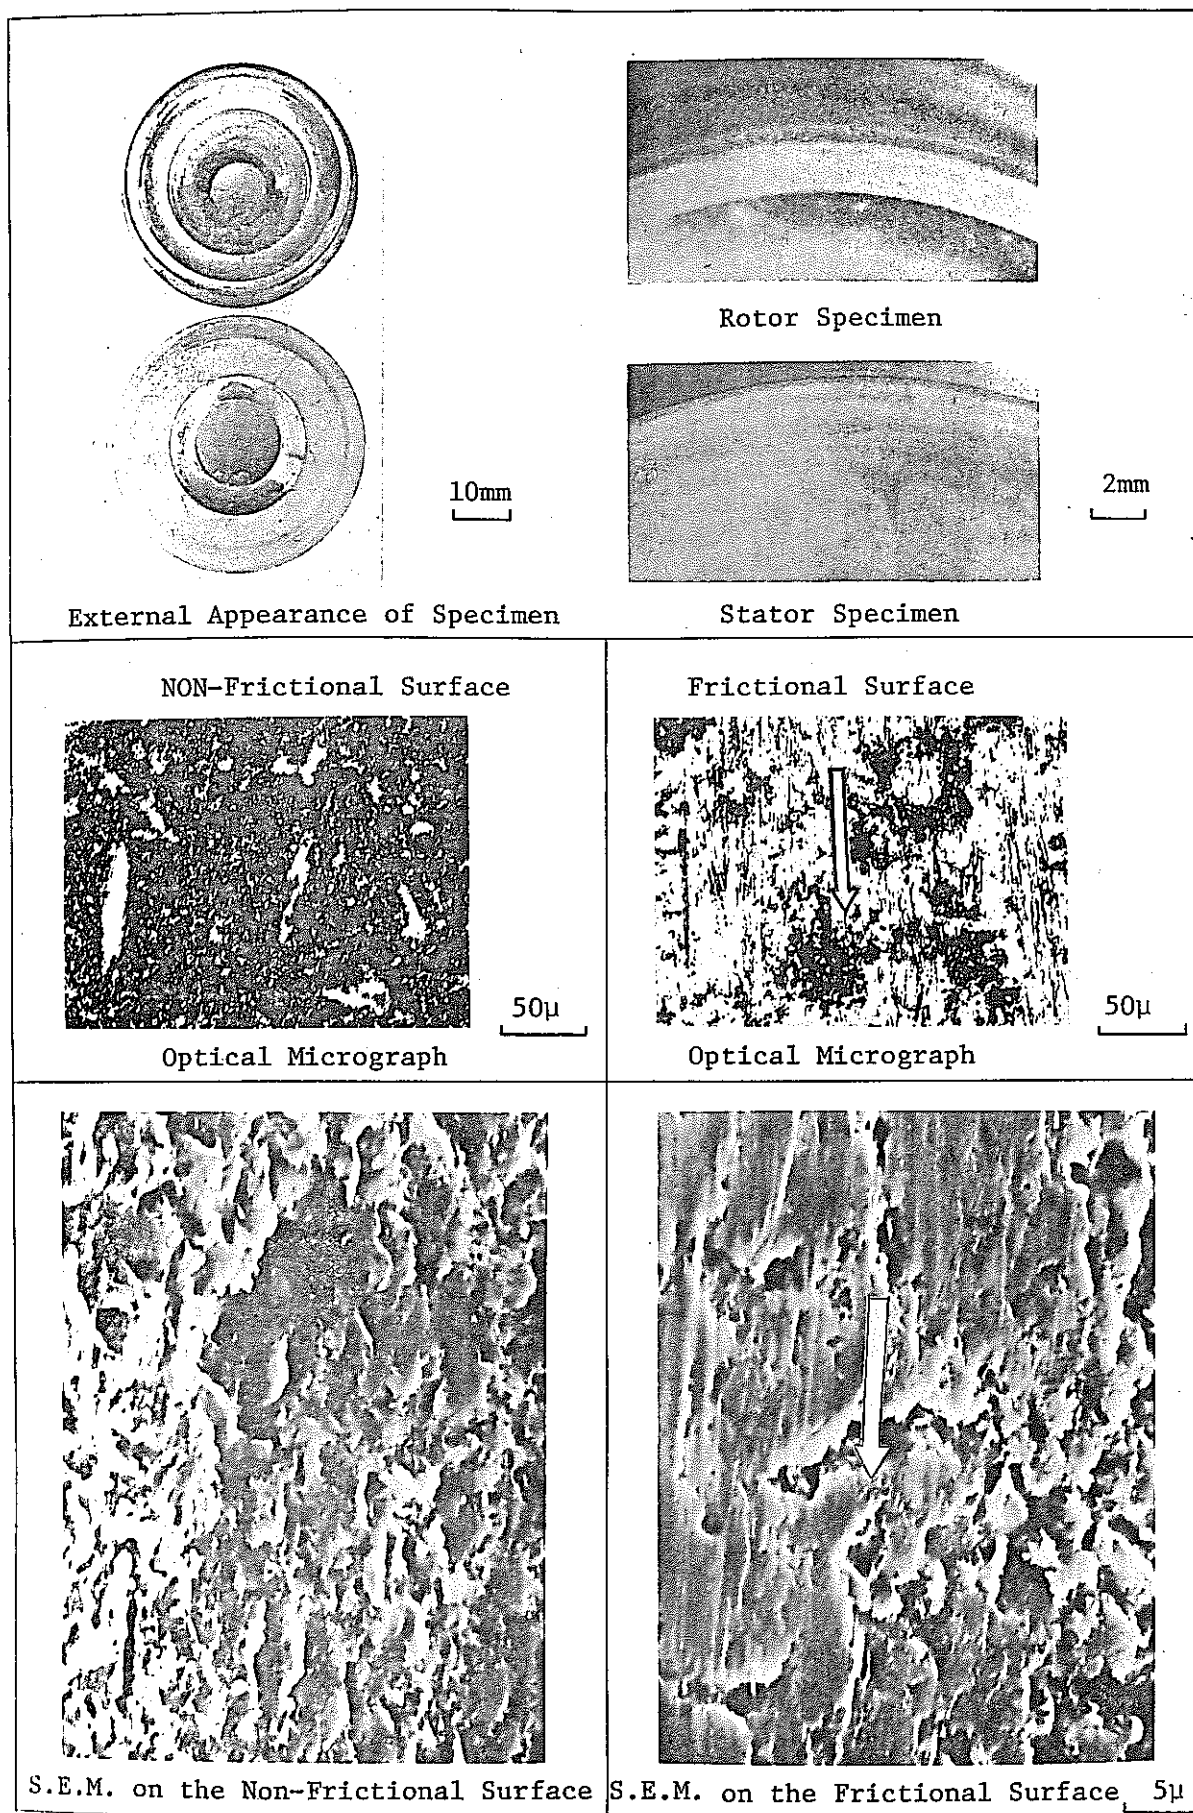 Rotor Specimen
10mm
2mm
External Appearance of Specimen
Stator Specimen
NON-Frictional Surface
Frictional Surface
50μ
50μ
Optical Micrograph
Optical Micrograph
S.E.M. on the Non-Frictional Surface
S.E.M. on the Frictional Surface
5μ